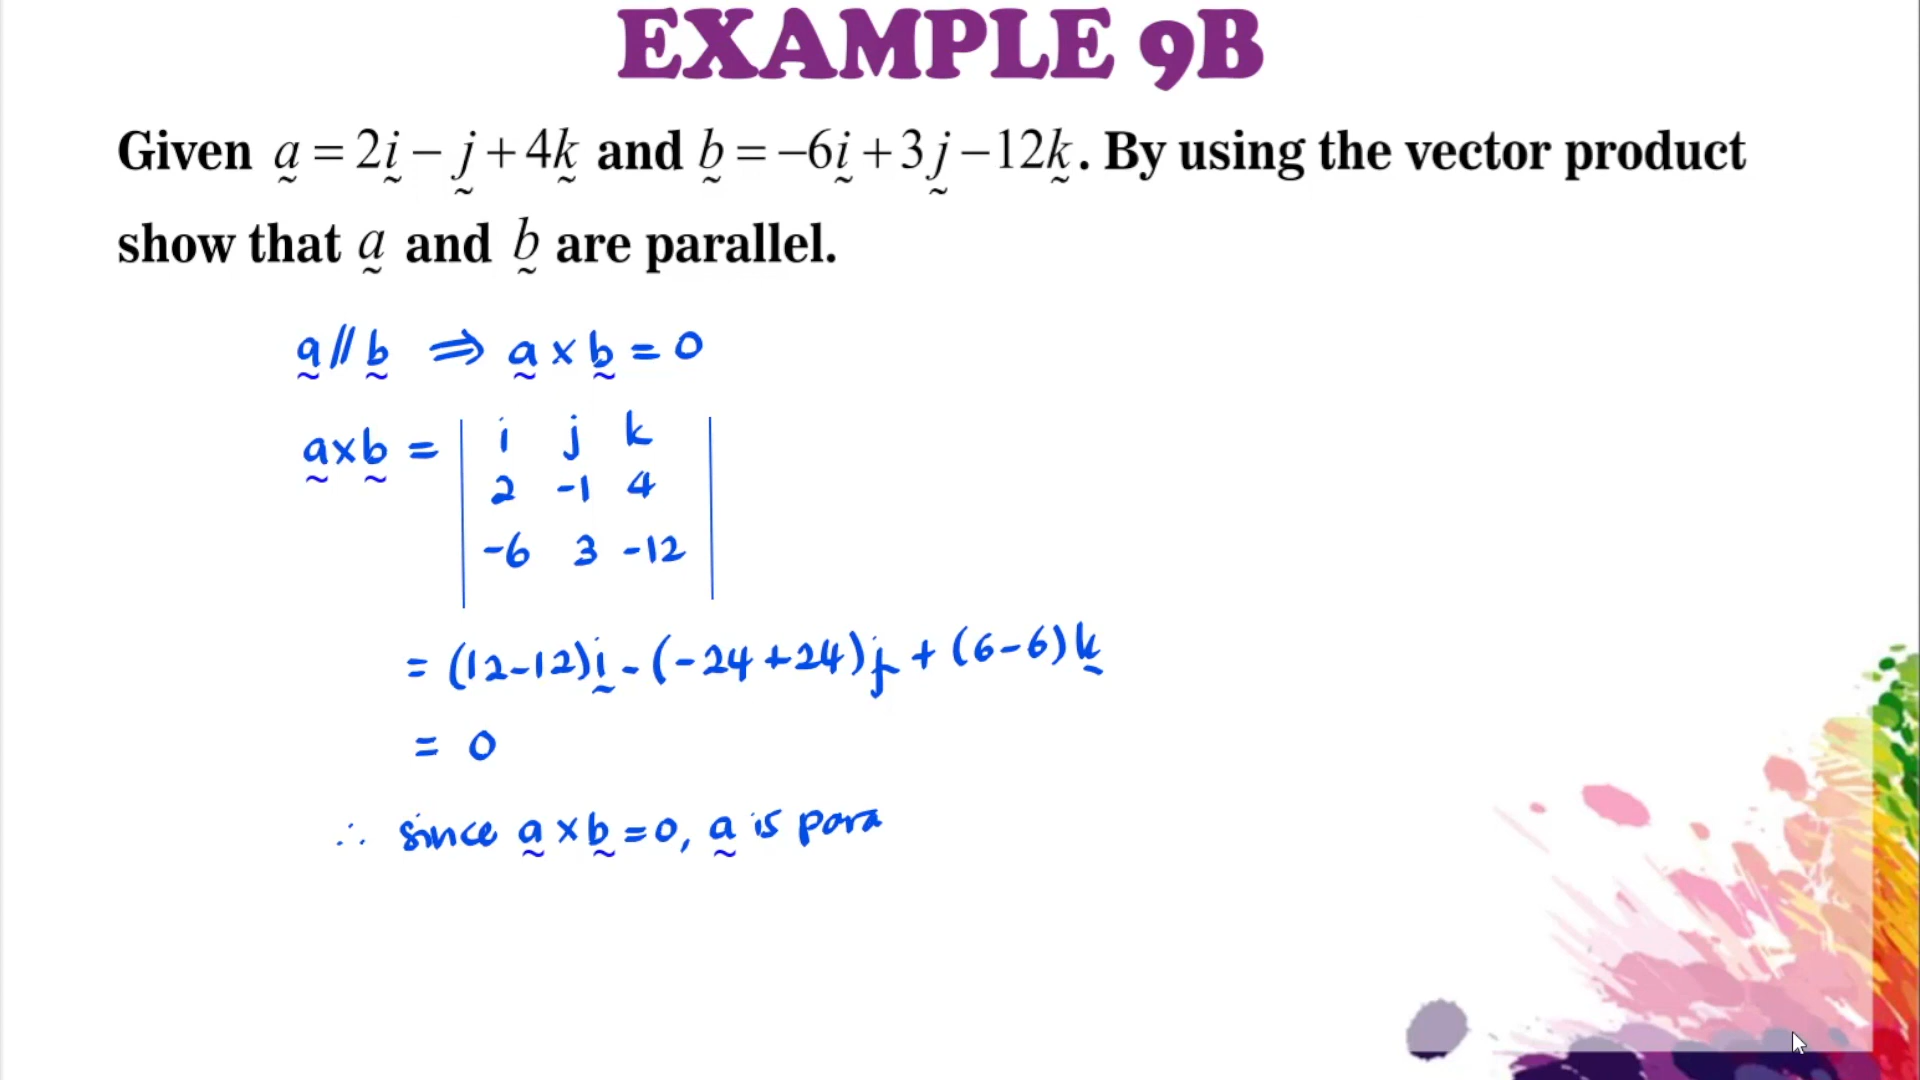 EXAMPLE 9B
Given a = 2i − j + 4k and b = −6i + 3j − 12k. By using the vector product
show that a and b are parallel.
a // b ⇒ a × b = 0
a × b = | i j k
2 -1 4
-6 3 -12 |
= (12-12)i - (-24+24)j + (6-6)k
= 0
∴ since a × b = 0, a is para